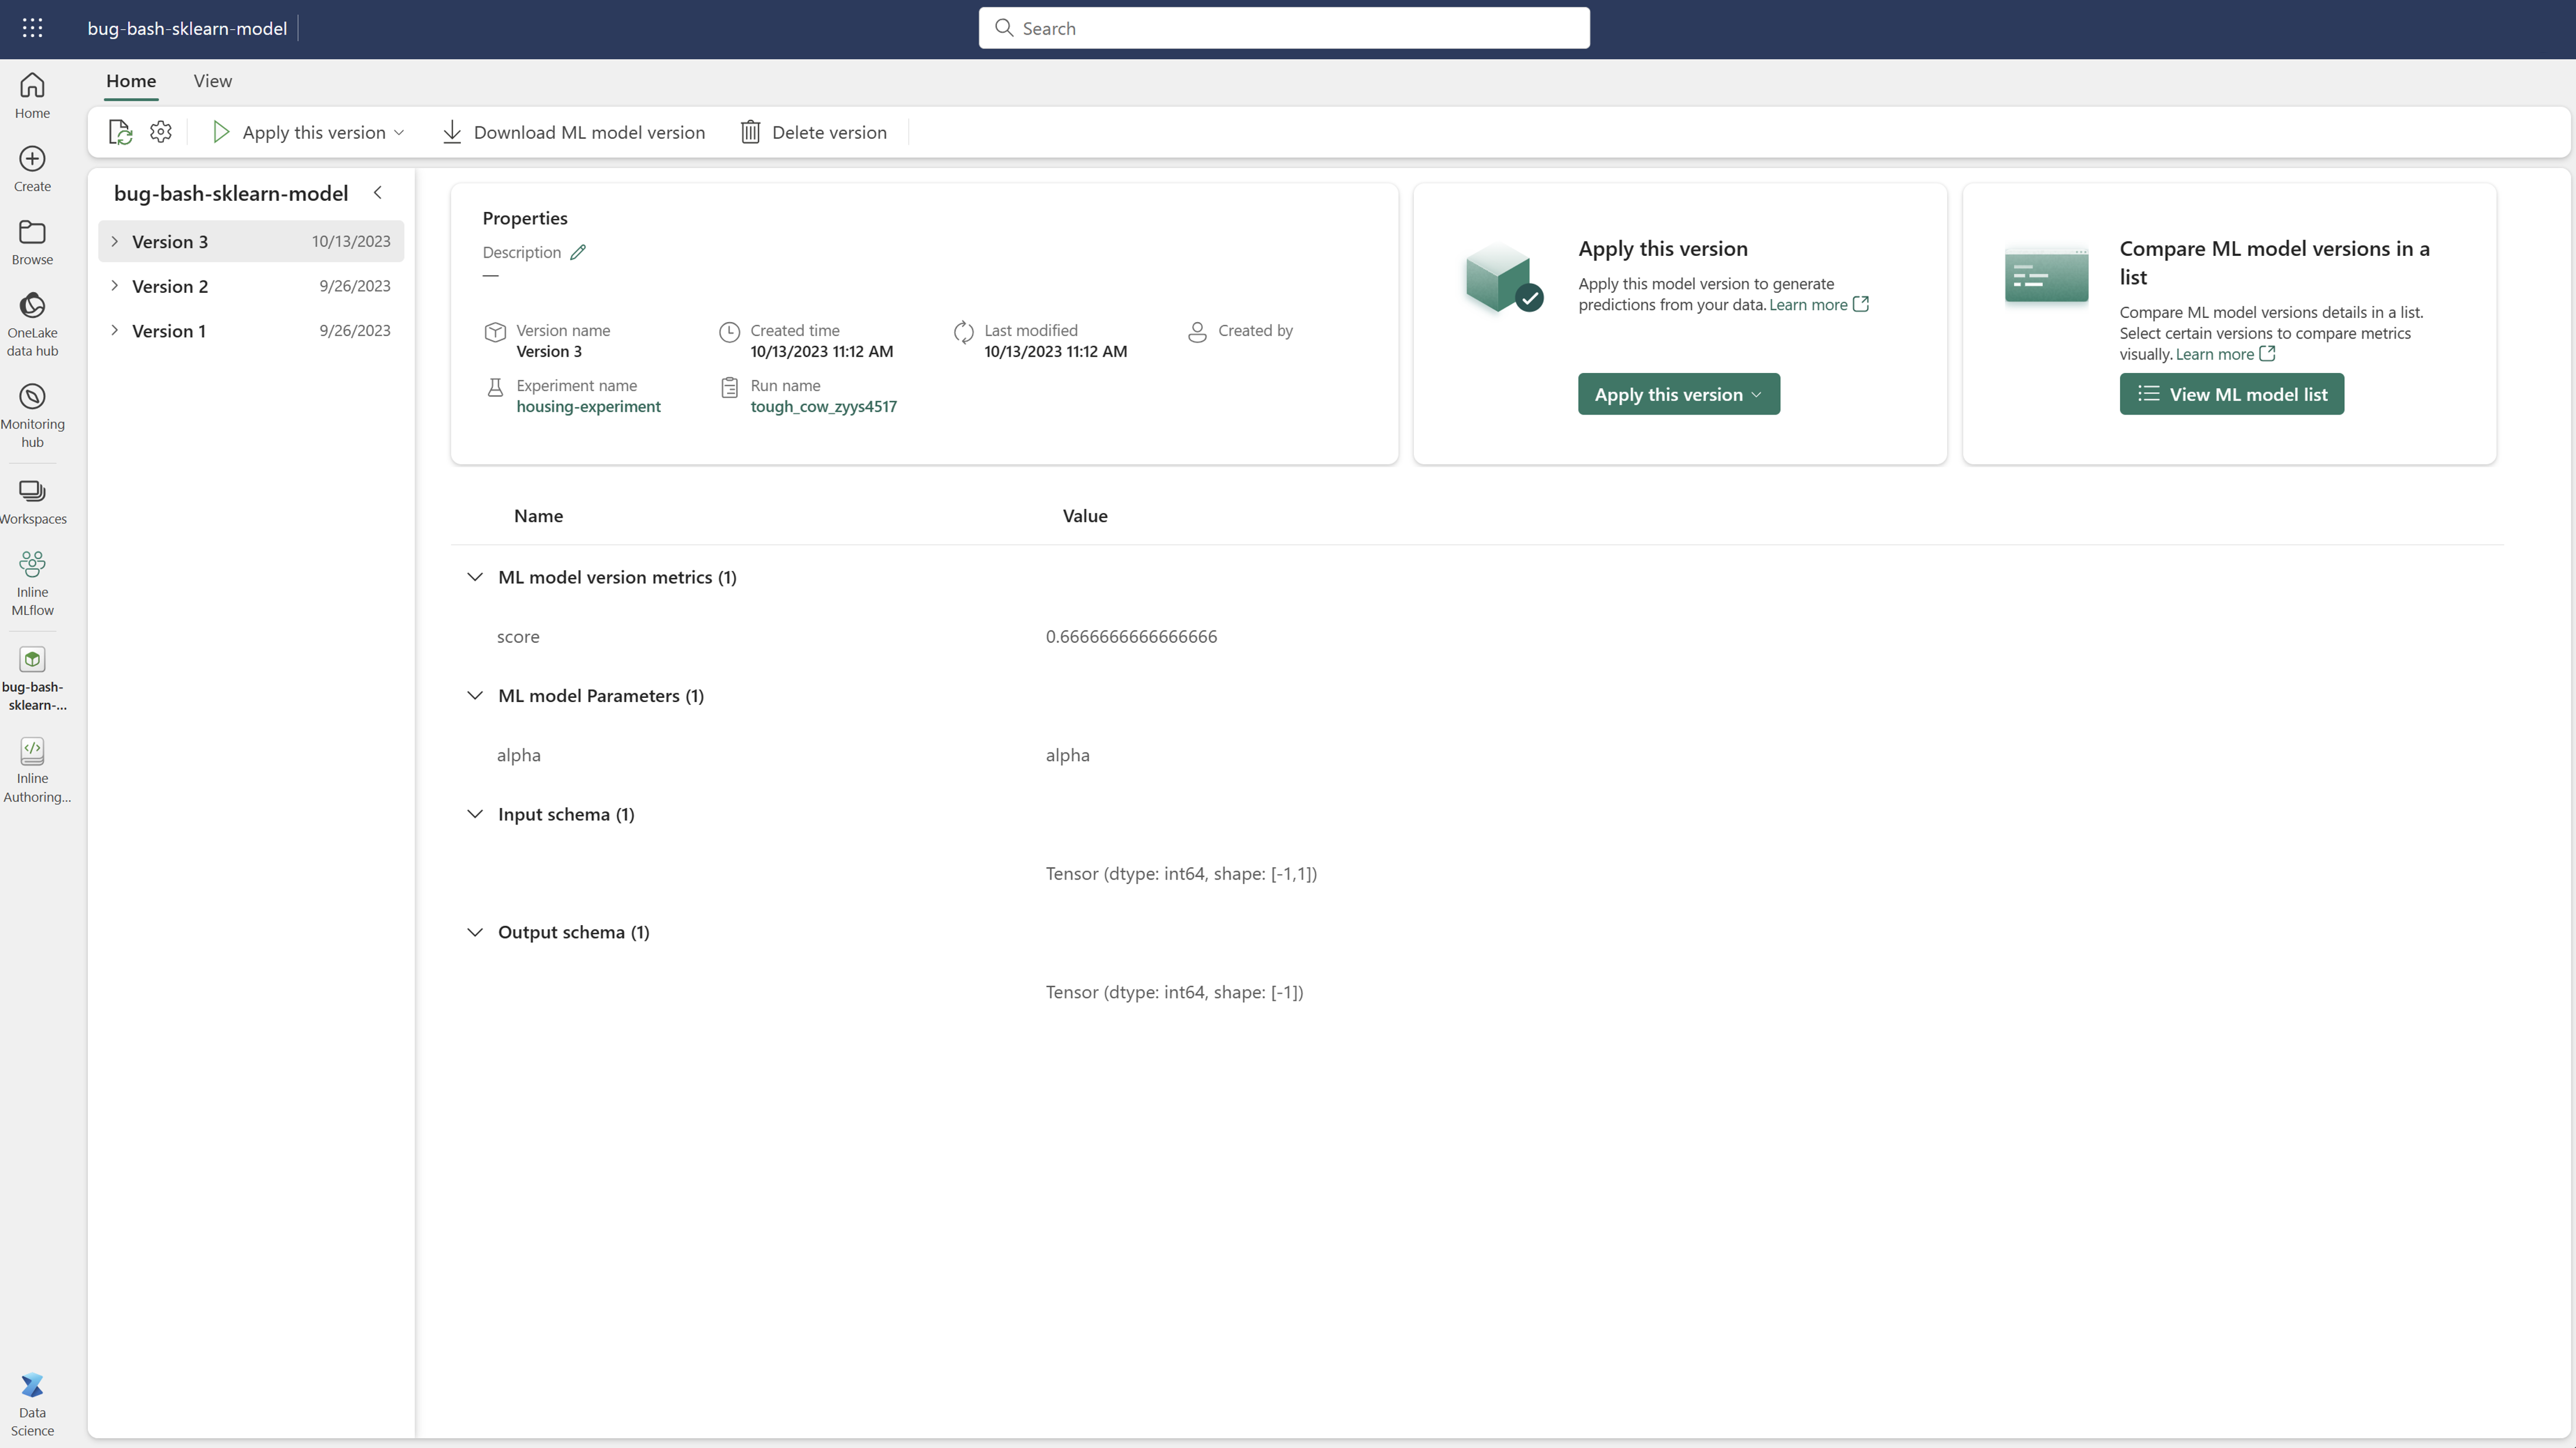 bug-bash-sklearn-model
Search
Home
View
Home
Create
Browse
OneLake
data hub
Monitoring
hub
Workspaces
Inline
MLflow
bug-bash-
sklearn-...
Inline
Authoring...
Data
Science
Apply this version
Download ML model version
Delete version
bug-bash-sklearn-model
Version 3 10/13/2023
Version 2 9/26/2023
Version 1 9/26/2023
Properties
Description
—
Version name
Version 3
Created time
10/13/2023 11:12 AM
Last modified
10/13/2023 11:12 AM
Created by
Experiment name
housing-experiment
Run name
tough_cow_zyys4517
Apply this version
Apply this model version to generate
predictions from your data. Learn more
Apply this version
Compare ML model versions in a
list
Compare ML model versions details in a list.
Select certain versions to compare metrics
visually. Learn more
View ML model list
Name Value
ML model version metrics (1)
score 0.6666666666666666
ML model Parameters (1)
alpha alpha
Input schema (1)
Tensor (dtype: int64, shape: [-1,1])
Output schema (1)
Tensor (dtype: int64, shape: [-1])